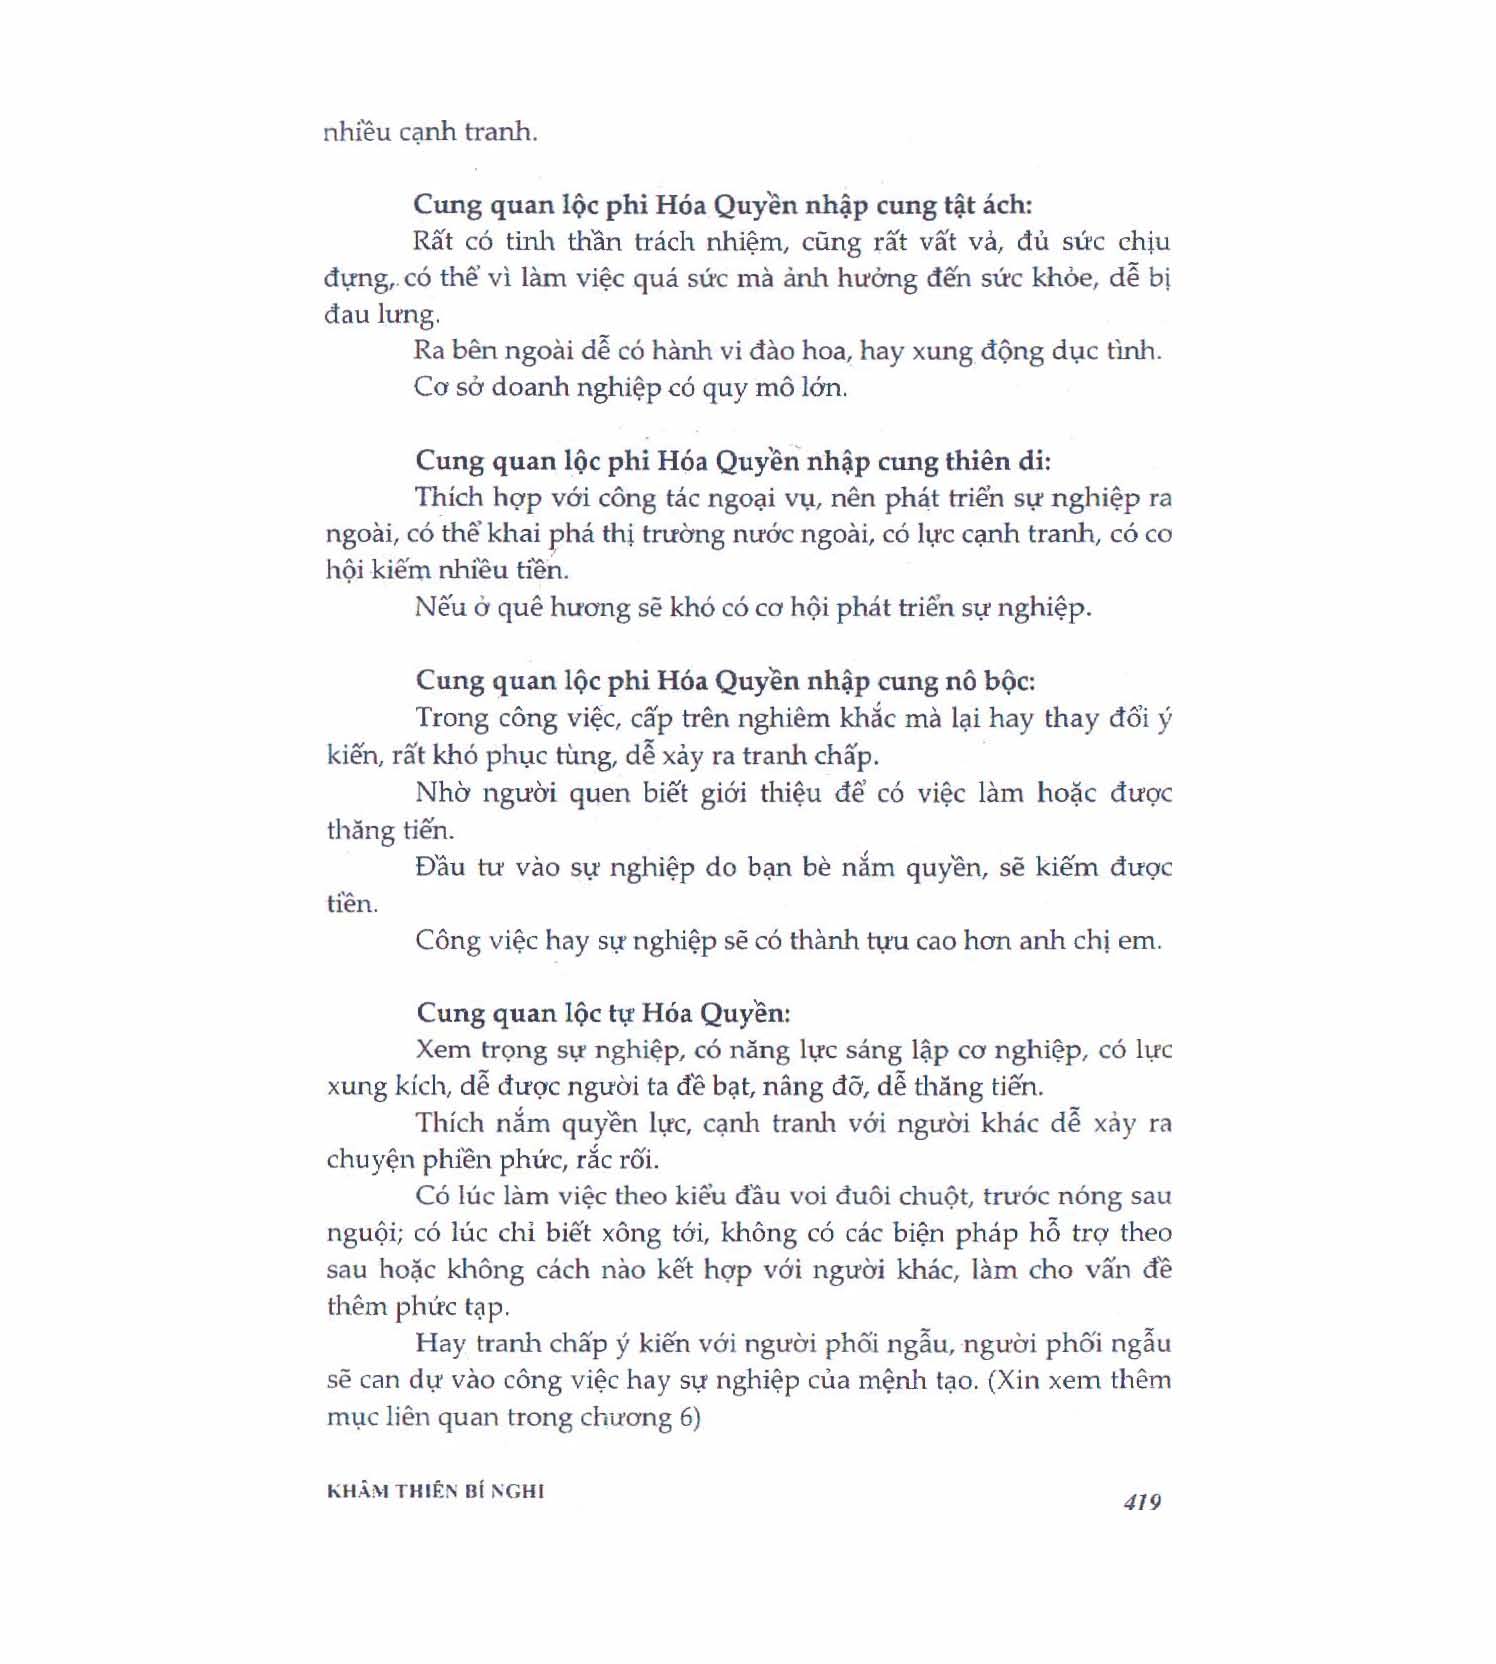 nhiều cạnh tranh.
Cung quan lộc phi Hóa Quyền nhập cung tật ách:
Rất có tinh thần trách nhiệm, cũng rất vất vả, đủ sức chịu
đựng, có thể vì làm việc quá sức mà ảnh hưởng đến sức khỏe, dễ bị
đau lưng.
Ra bên ngoài dễ có hành vi đào hoa, hay xung động dục tình.
Cơ sở doanh nghiệp có quy mô lớn.
Cung quan lộc phi Hóa Quyền nhập cung thiên di:
Thích hợp với công tác ngoại vụ, nên phát triển sự nghiệp ra
ngoài, có thể khai phá thị trường nước ngoài, có lực cạnh tranh, có cơ
hội kiếm nhiều tiền.
Nếu ở quê hương sẽ khó có cơ hội phát triển sự nghiệp.
Cung quan lộc phi Hóa Quyền nhập cung nô bộc:
Trong công việc, cấp trên nghiêm khắc mà lại hay thay đổi ý
kiến, rất khó phục tùng, dễ xảy ra tranh chấp.
Nhờ người quen biết giới thiệu để có việc làm hoặc được
thăng tiến.
Đầu tư vào sự nghiệp do bạn bè nắm quyền, sẽ kiếm được
tiền.
Công việc hay sự nghiệp sẽ có thành tựu cao hơn anh chị em.
Cung quan lộc tự Hóa Quyền:
Xem trọng sự nghiệp, có năng lực sáng lập cơ nghiệp, có lực
xung kích, dễ được người ta đề bạt, nâng đỡ, dễ thăng tiến.
Thích nắm quyền lực, cạnh tranh với người khác dễ xảy ra
chuyện phiền phức, rắc rối.
Có lúc làm việc theo kiểu đầu voi đuôi chuột, trước nóng sau
nguội; có lúc chỉ biết xông tới, không có các biện pháp hỗ trợ theo
sau hoặc không cách nào kết hợp với người khác, làm cho vấn đề
thêm phức tạp.
Hay tranh chấp ý kiến với người phối ngẫu, người phối ngẫu
sẽ can dự vào công việc hay sự nghiệp của mệnh tạo. (Xin xem thêm
mục liên quan trong chương 6)
KHÂM THIÊN BÍ NGHI
419